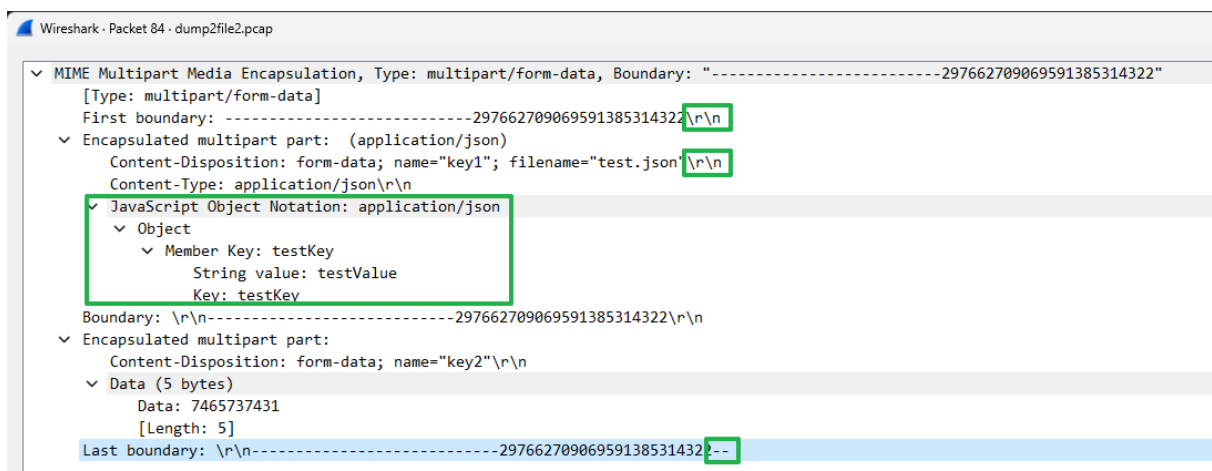 Wireshark · Packet 84 · dump2file2.pcap
MIME Multipart Media Encapsulation, Type: multipart/form-data, Boundary: "--------------------------297662709069591385314322"
[Type: multipart/form-data]
First boundary: ----------------------------297662709069591385314322\r\n
Encapsulated multipart part:  (application/json)
Content-Disposition: form-data; name="key1"; filename="test.json"\r\n
Content-Type: application/json\r\n
JavaScript Object Notation: application/json
Object
Member Key: testKey
String value: testValue
Key: testKey
Boundary: \r\n----------------------------297662709069591385314322\r\n
Encapsulated multipart part:
Content-Disposition: form-data; name="key2"\r\n
Data (5 bytes)
Data: 7465737431
[Length: 5]
Last boundary: \r\n----------------------------297662709069591385314322--